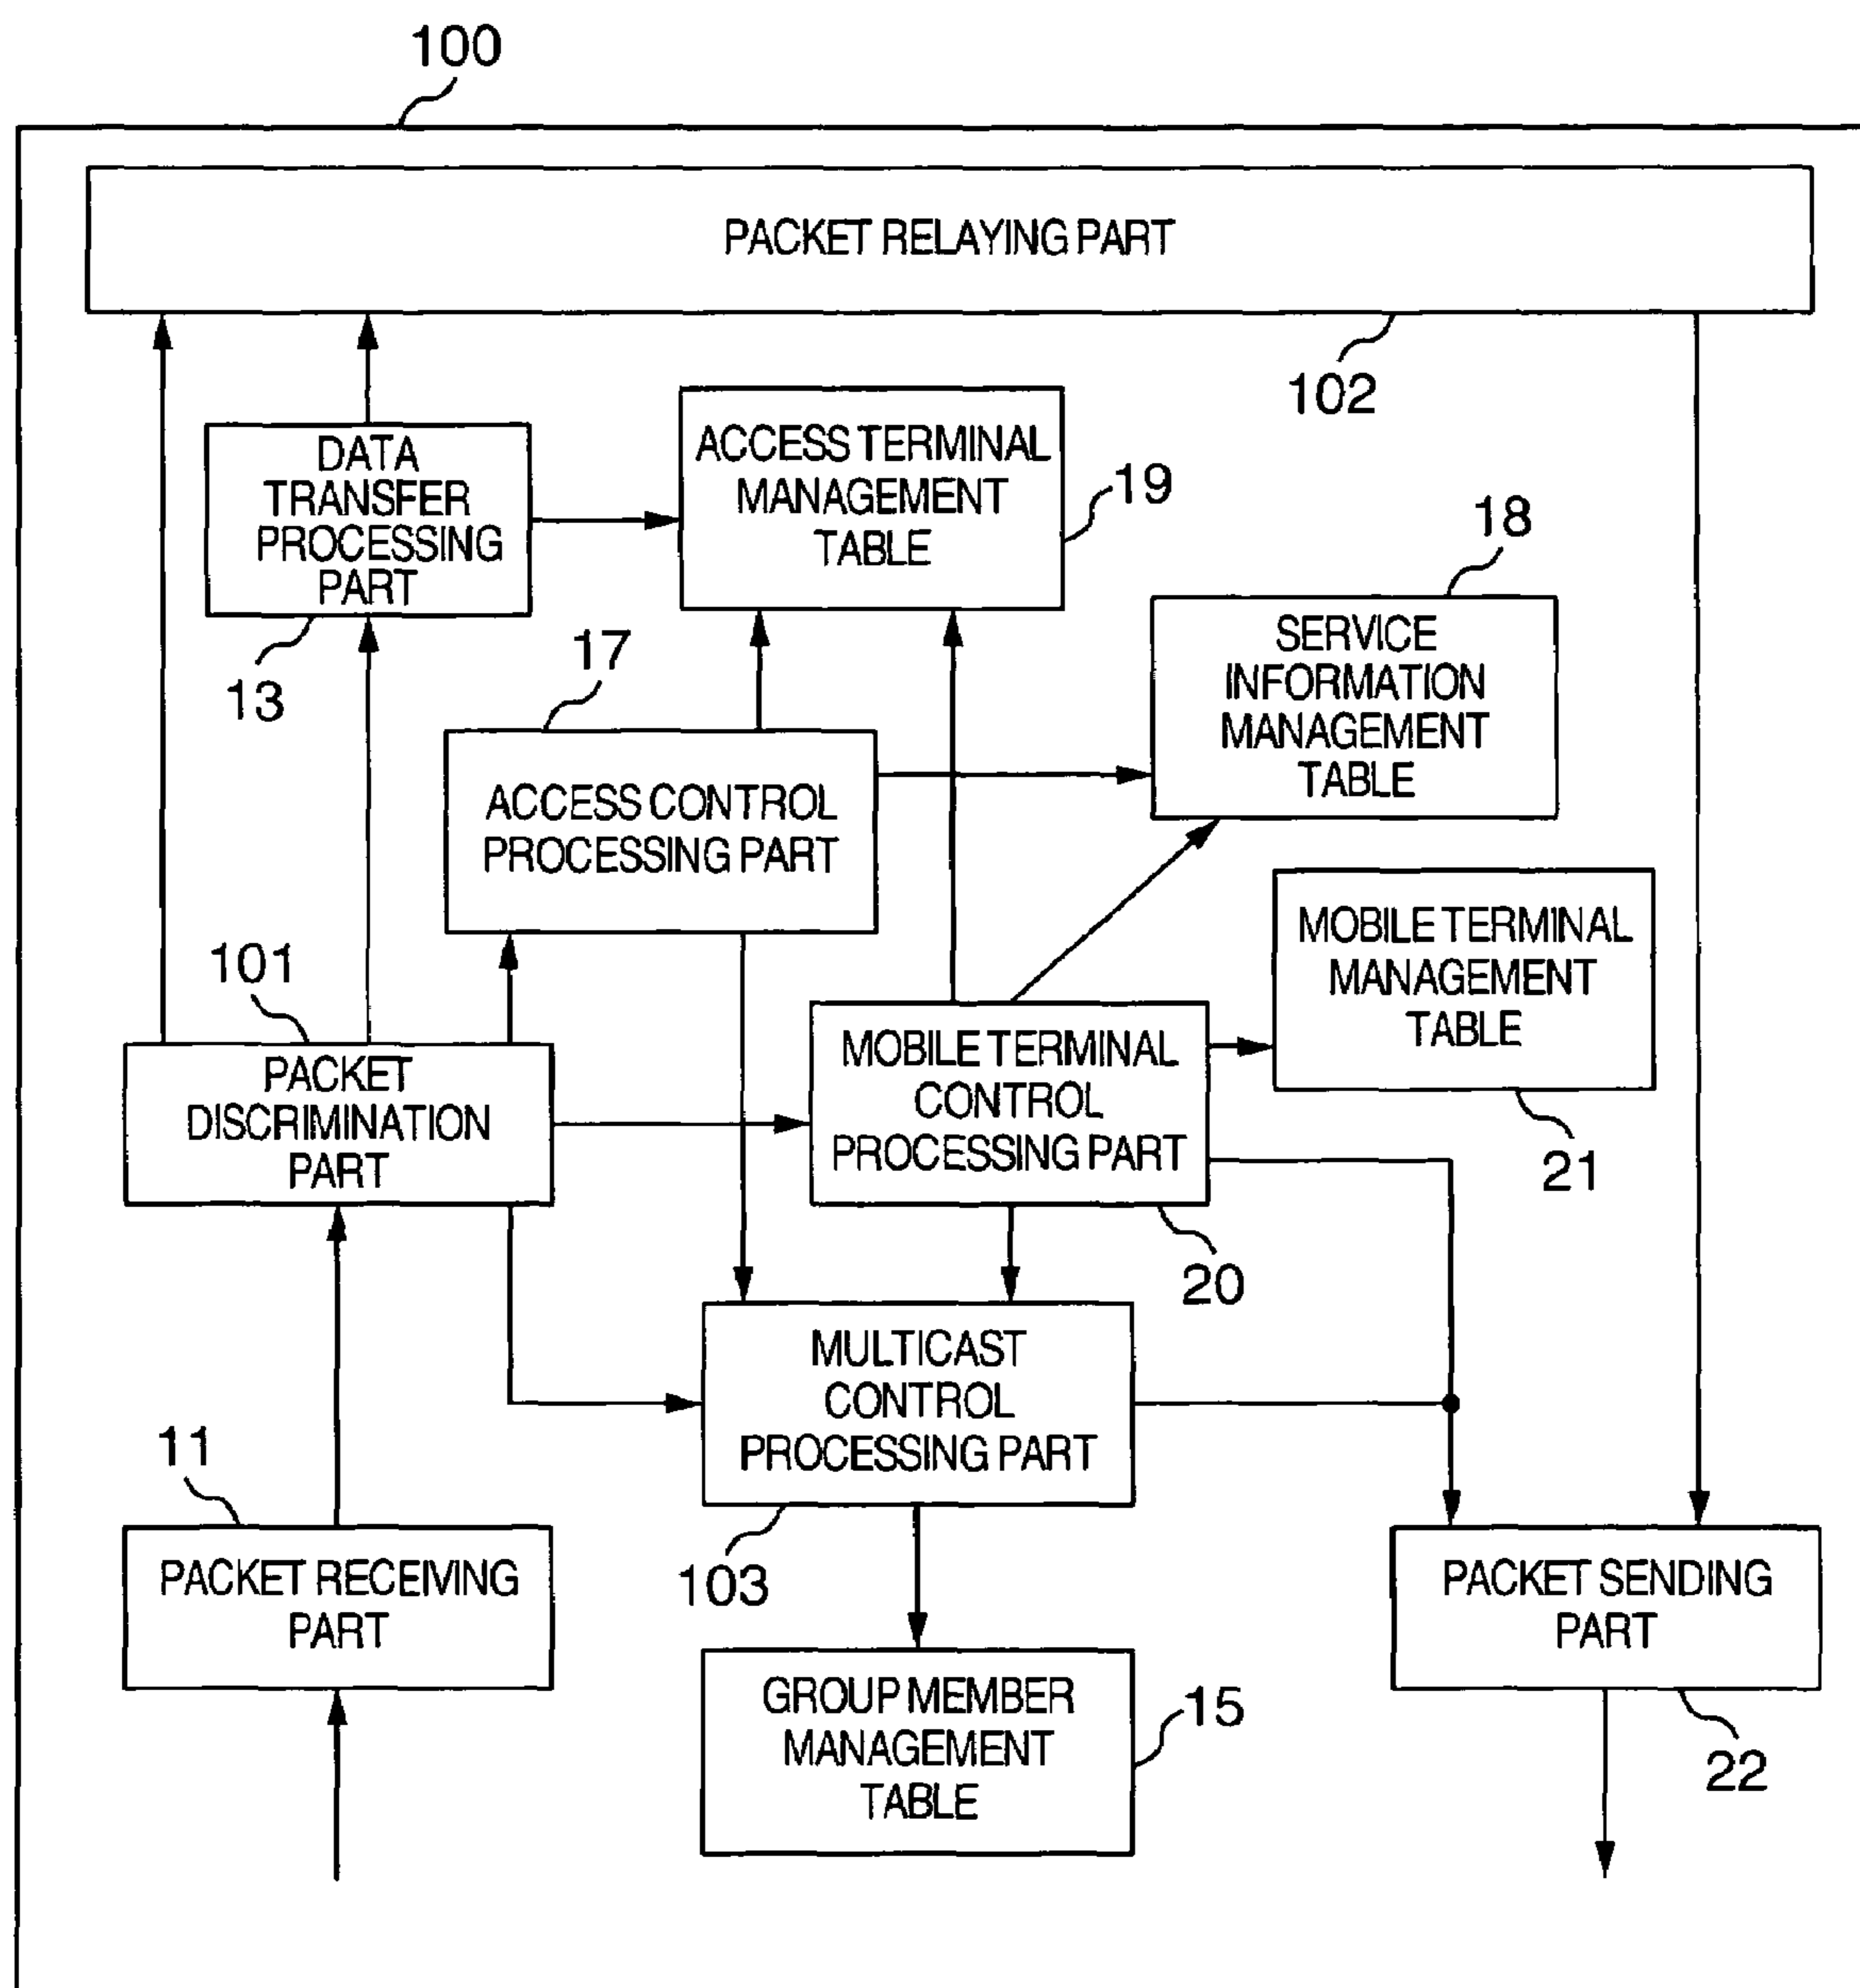 100
PACKET RELAYING PART
102
DATA
TRANSFER
PROCESSING
PART
13
ACCESS TERMINAL
MANAGEMENT
TABLE
19
18
SERVICE
INFORMATION
MANAGEMENT
TABLE
17
ACCESS CONTROL
PROCESSING PART
MOBILE TERMINAL
MANAGEMENT
TABLE
21
101
PACKET
DISCRIMINATION
PART
MOBILE TERMINAL
CONTROL
PROCESSING PART
20
MULTICAST
CONTROL
PROCESSING PART
103
11
PACKET RECEIVING
PART
PACKET SENDING
PART
22
GROUP MEMBER
MANAGEMENT
TABLE
15